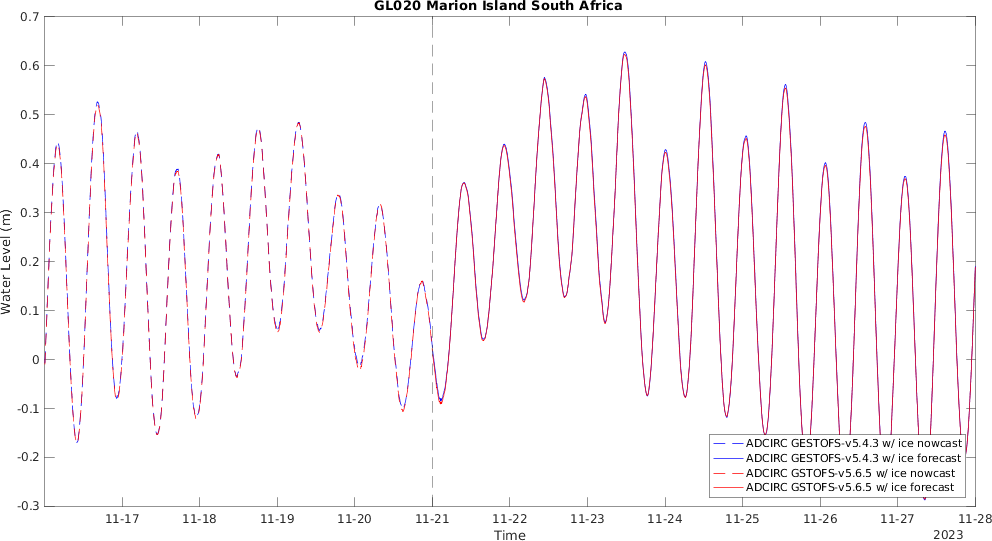 GL020 Marion Island South Africa
0.7
0.6
0.5
0.4
0.3
0.2
0.1
0
-0.1
-0.2
-0.3
Water Level (m)
ADCIRC GESTOFS-v5.4.3 w/ ice nowcast
ADCIRC GESTOFS-v5.4.3 w/ ice forecast
ADCIRC GSTOFS-v5.6.5 w/ ice nowcast
ADCIRC GSTOFS-v5.6.5 w/ ice forecast
11-17 11-18 11-19 11-20 11-21 11-22 11-23 11-24 11-25 11-26 11-27 11-28
Time
2023